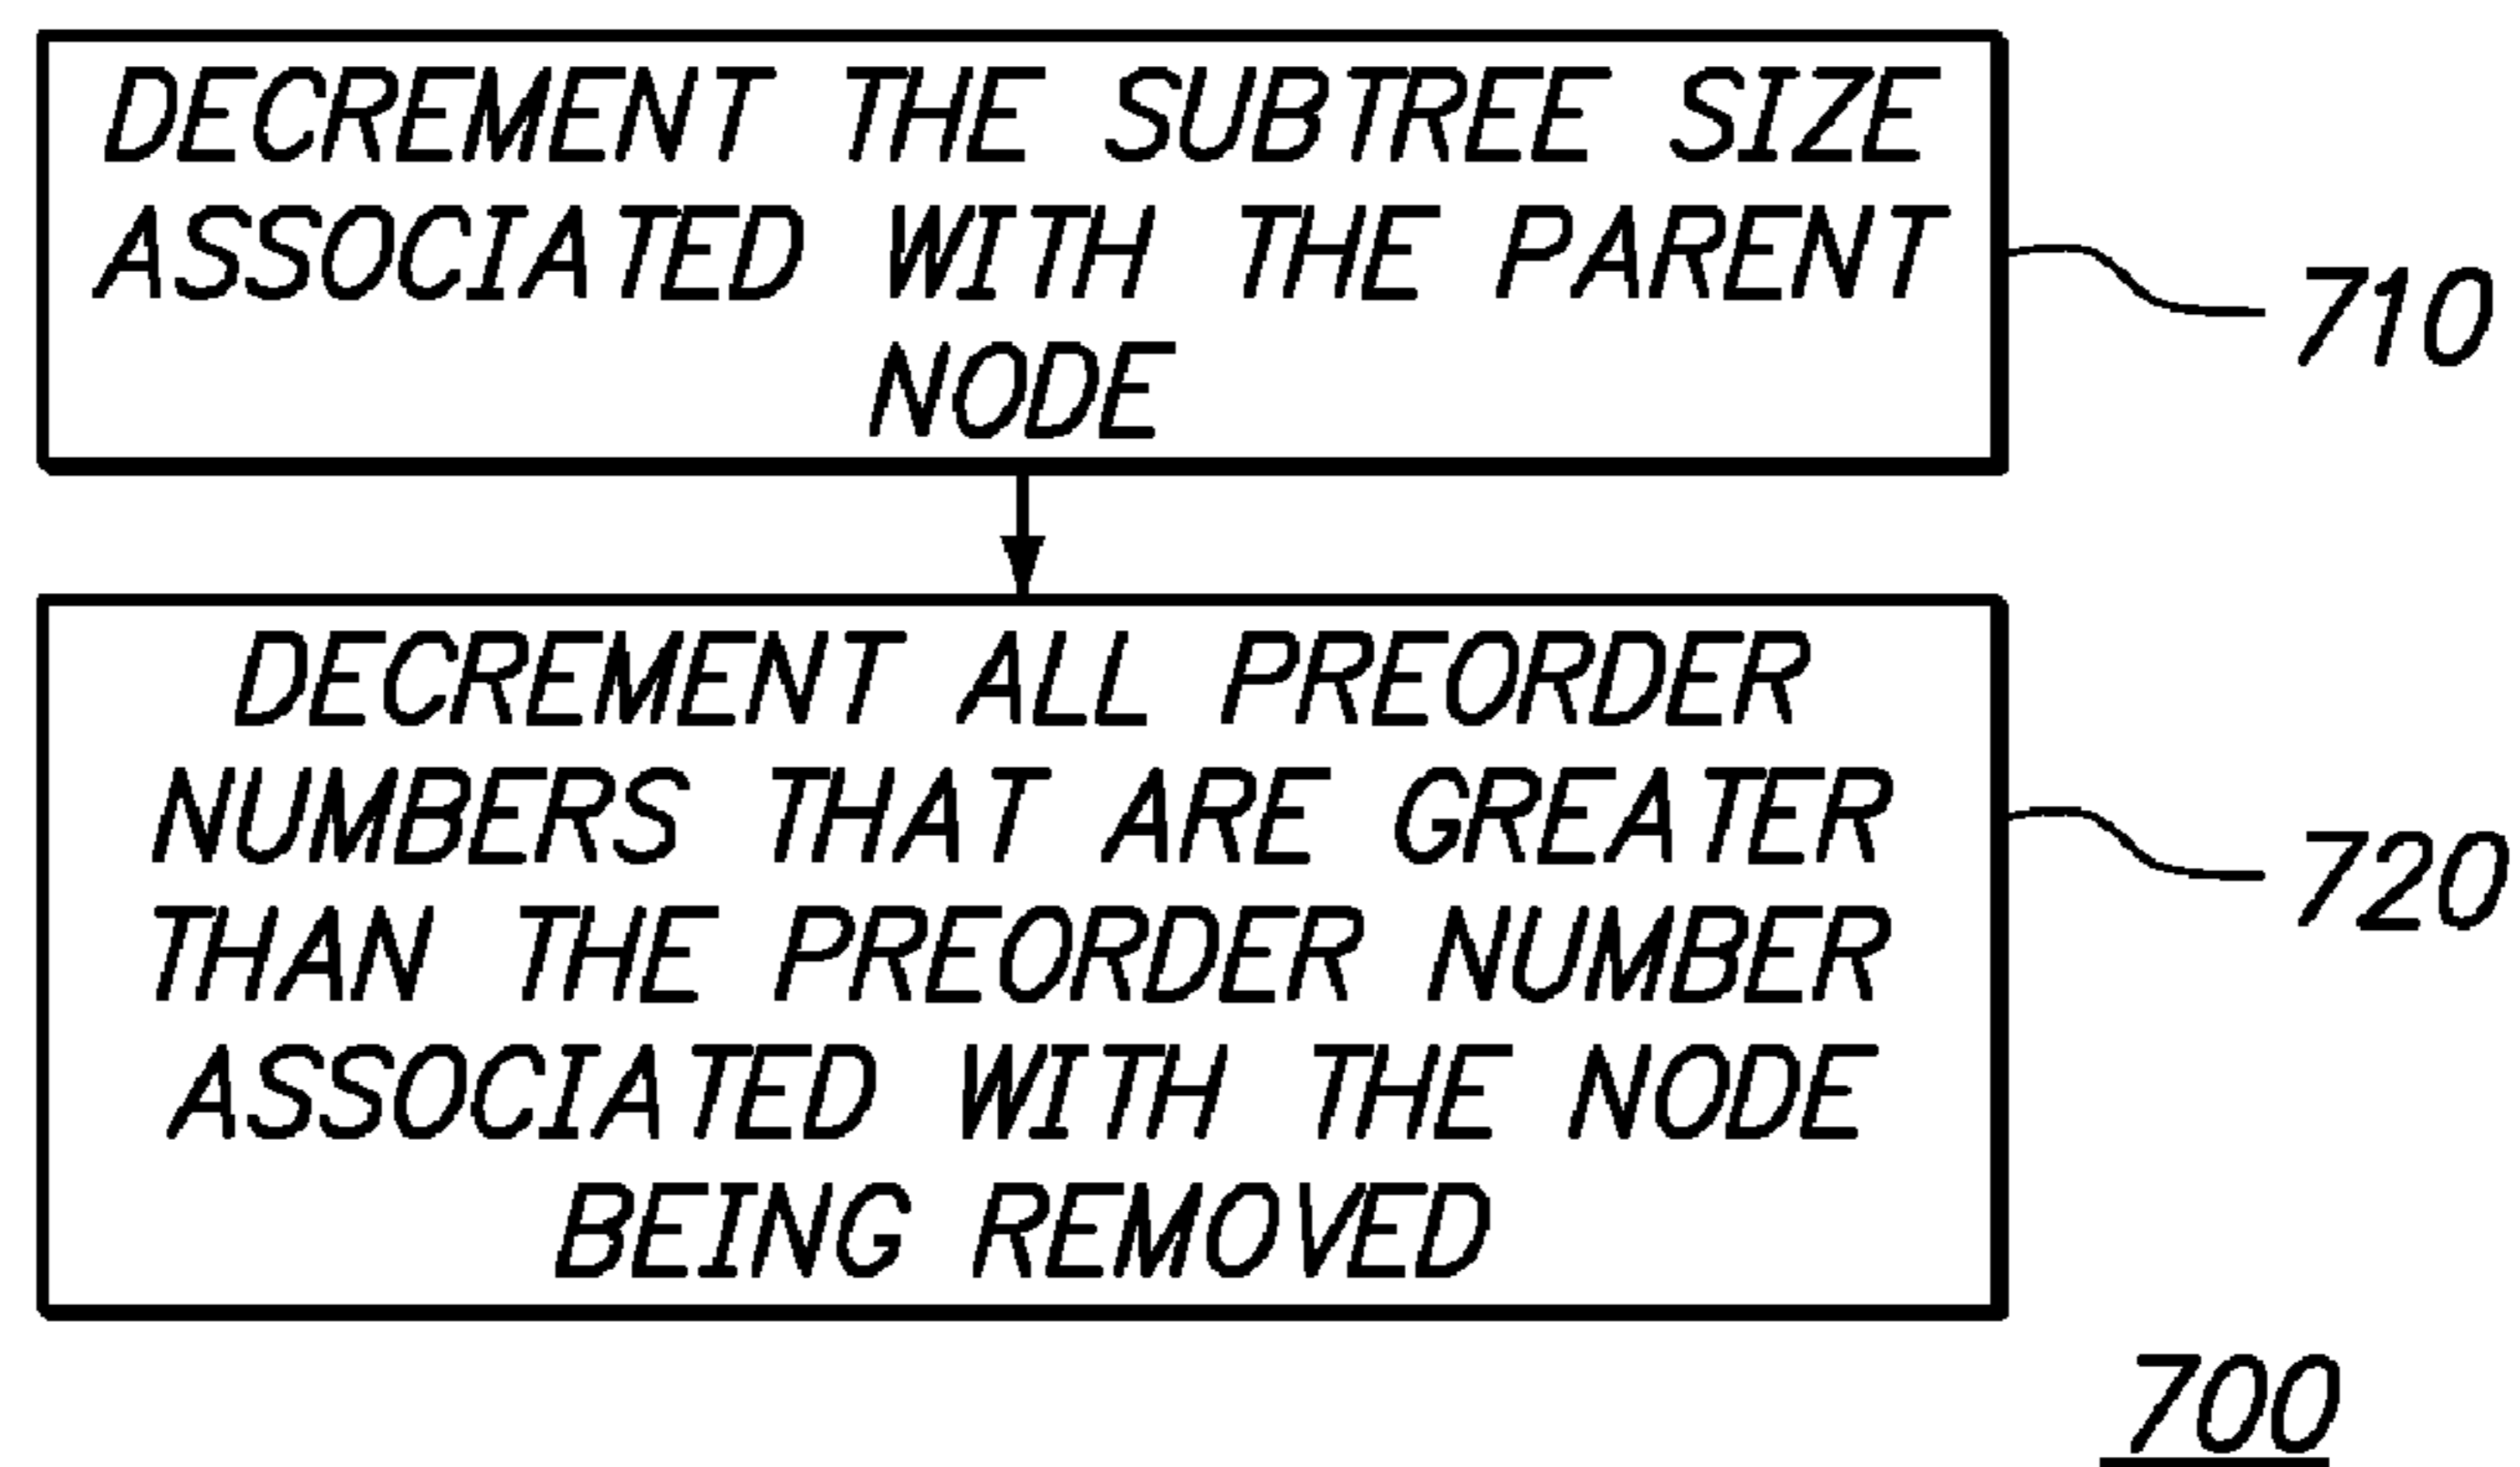 DECREMENT THE SUBTREE SIZE
ASSOCIATED WITH THE PARENT
NODE
710
DECREMENT ALL PREORDER
NUMBERS THAT ARE GREATER
THAN THE PREORDER NUMBER
ASSOCIATED WITH THE NODE
BEING REMOVED
720
700